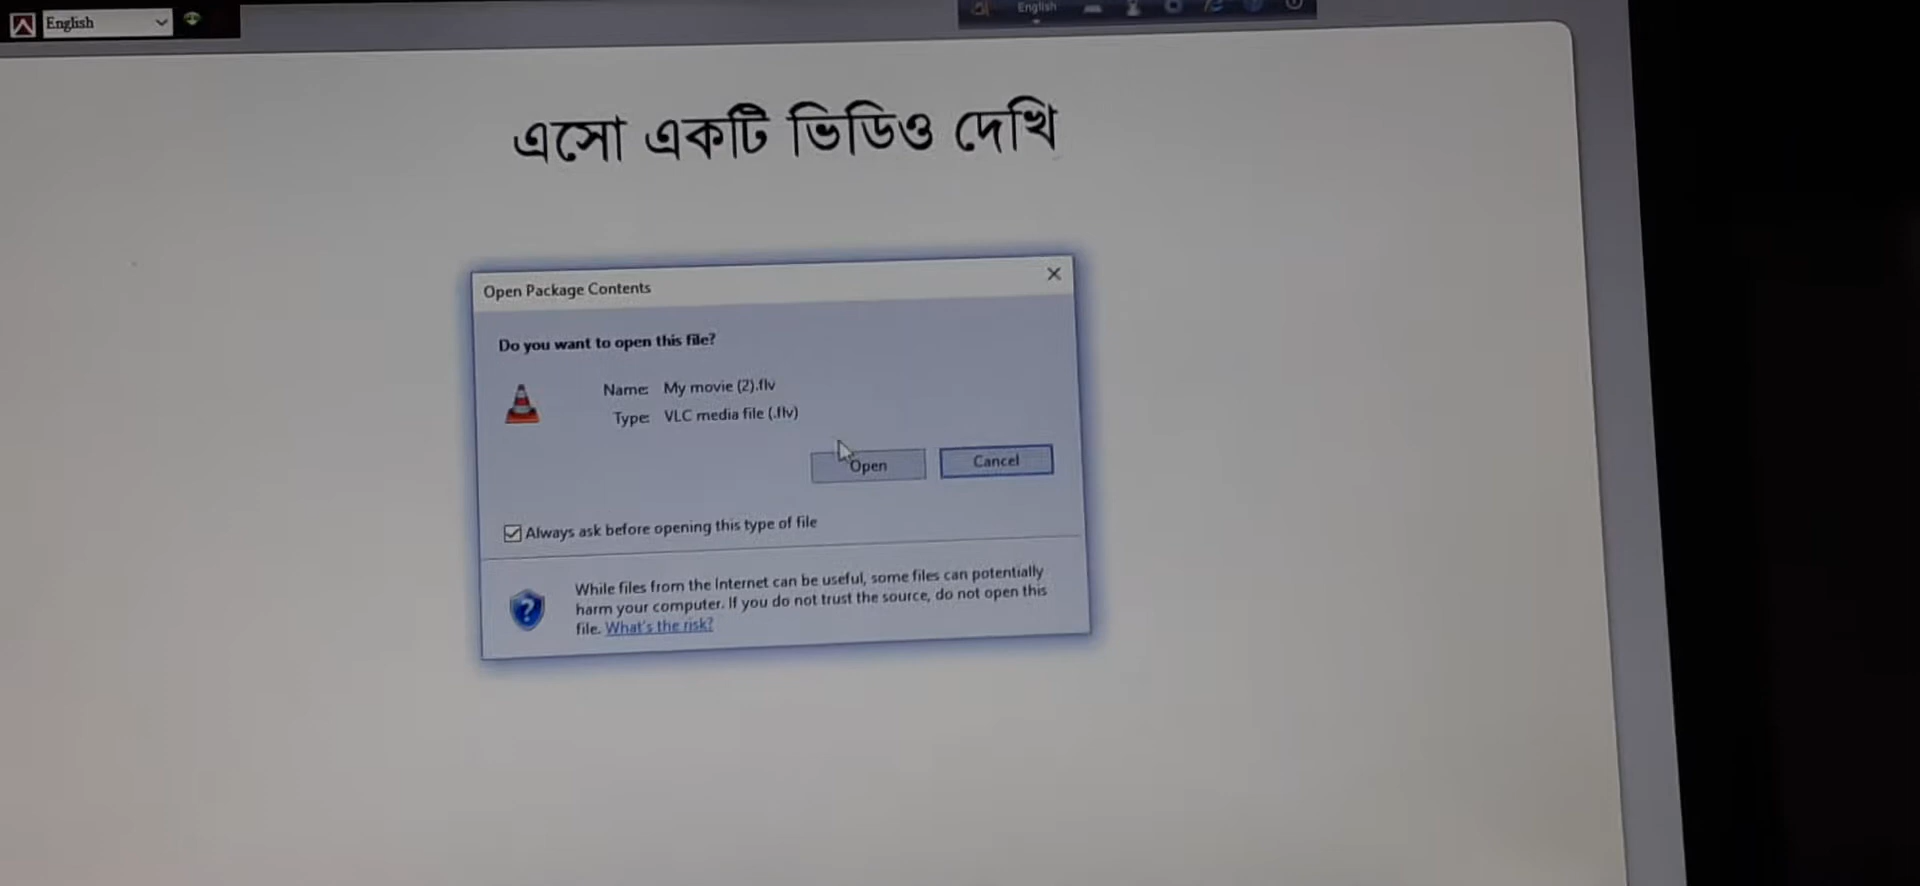 English
English
এসো একটি ভিডিও দেখি
Open Package Contents
Do you want to open this file?
Name: My movie (2).flv
Type: VLC media file (.flv)
Open
Cancel
Always ask before opening this type of file
While files from the Internet can be useful, some files can potentially
harm your computer. If you do not trust the source, do not open this
file. What's the risk?